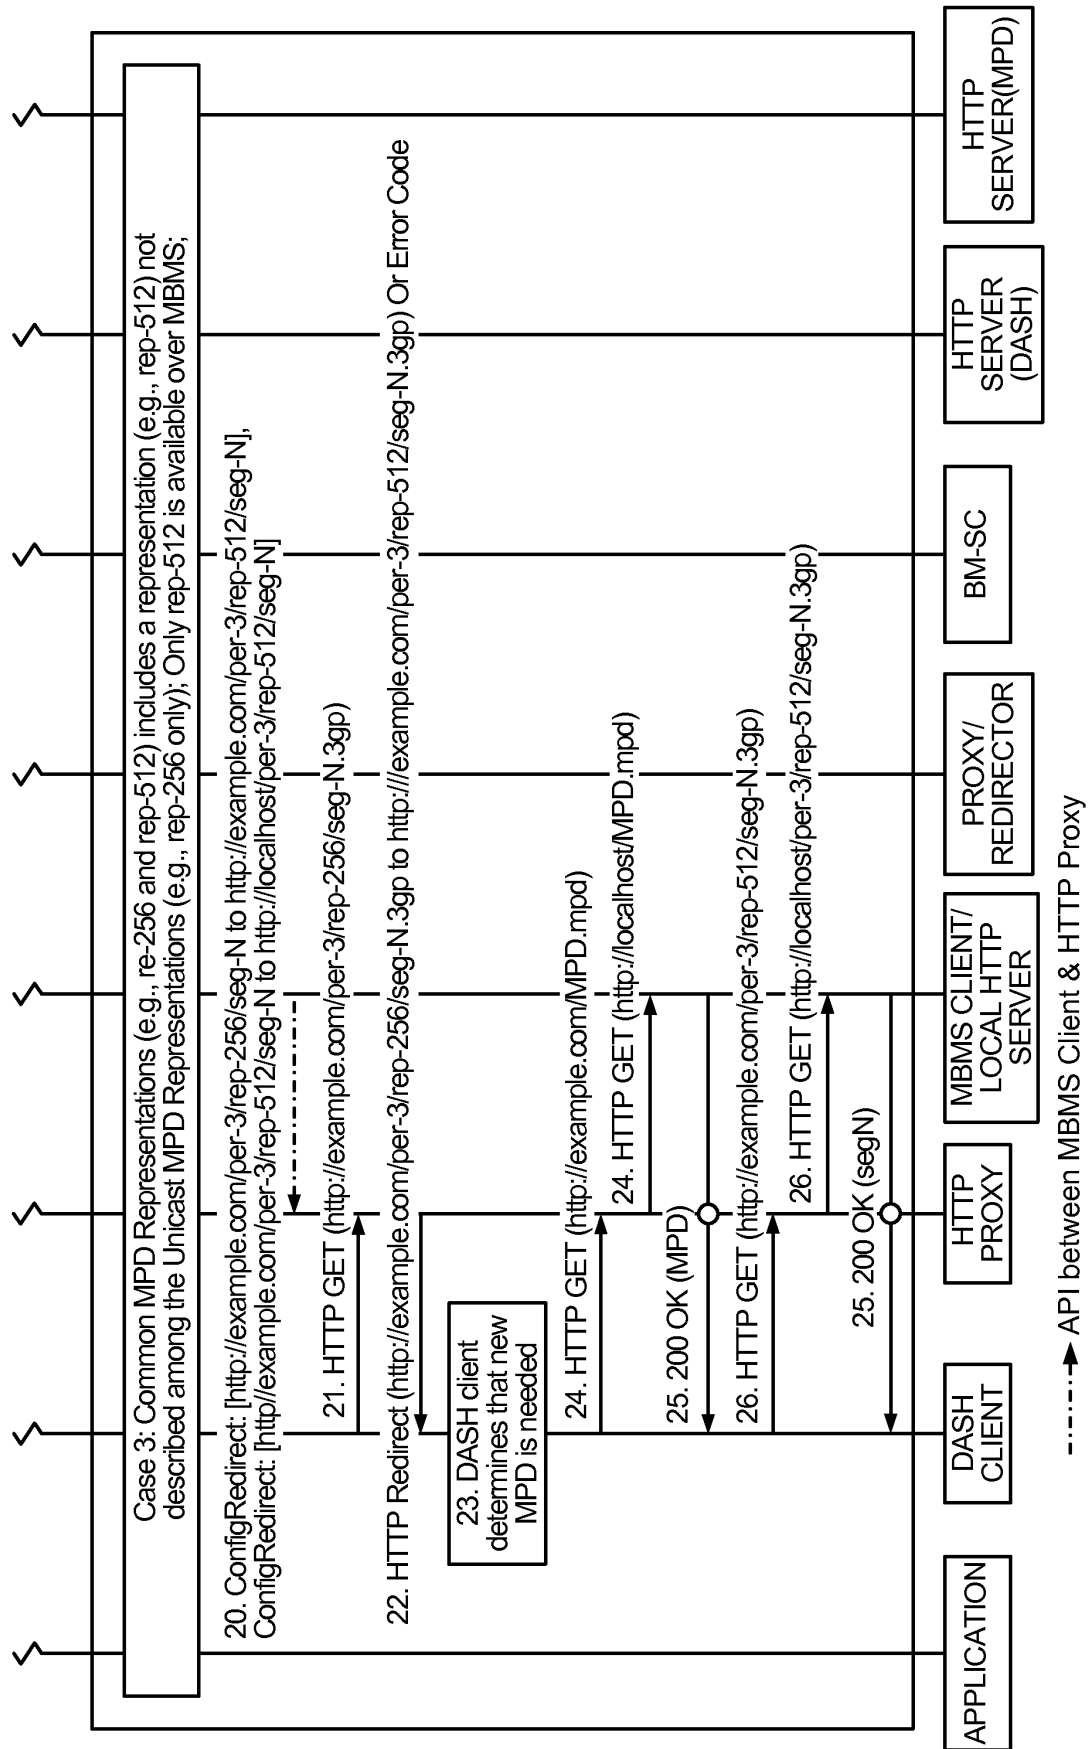 Case 3: Common MPD Representations (e.g., re-256 and rep-512) includes a representation (e.g., rep-512) not
described among the Unicast MPD Representations (e.g., rep-256 only); Only rep-512 is available over MBMS;
20. ConfigRedirect: [http://example.com/per-3/rep-256/seg-N to http://example.com/per-3/rep-512/seg-N],
ConfigRedirect: [http//example.com/per-3/rep-512/seg-N to http://localhost/per-3/rep-512/seg-N]
21. HTTP GET (http://example.com/per-3/rep-256/seg-N.3gp)
22. HTTP Redirect (http://example.com/per-3/rep-256/seg-N.3gp to http://example.com/per-3/rep-512/seg-N.3gp) Or Error Code
23. DASH client
determines that new
MPD is needed
24. HTTP GET (http://example.com/MPD.mpd)
24. HTTP GET (http://localhost/MPD.mpd)
25. 200 OK (MPD)
26. HTTP GET (http://example.com/per-3/rep-512/seg-N.3gp)
26. HTTP GET (http://localhost/per-3/rep-512/seg-N.3gp)
25. 200 OK (segN)
APPLICATION
DASH
CLIENT
HTTP
PROXY
MBMS CLIENT/
LOCAL HTTP
SERVER
PROXY/
REDIRECTOR
BM-SC
HTTP
SERVER
(DASH)
HTTP
SERVER(MPD)
API between MBMS Client & HTTP Proxy